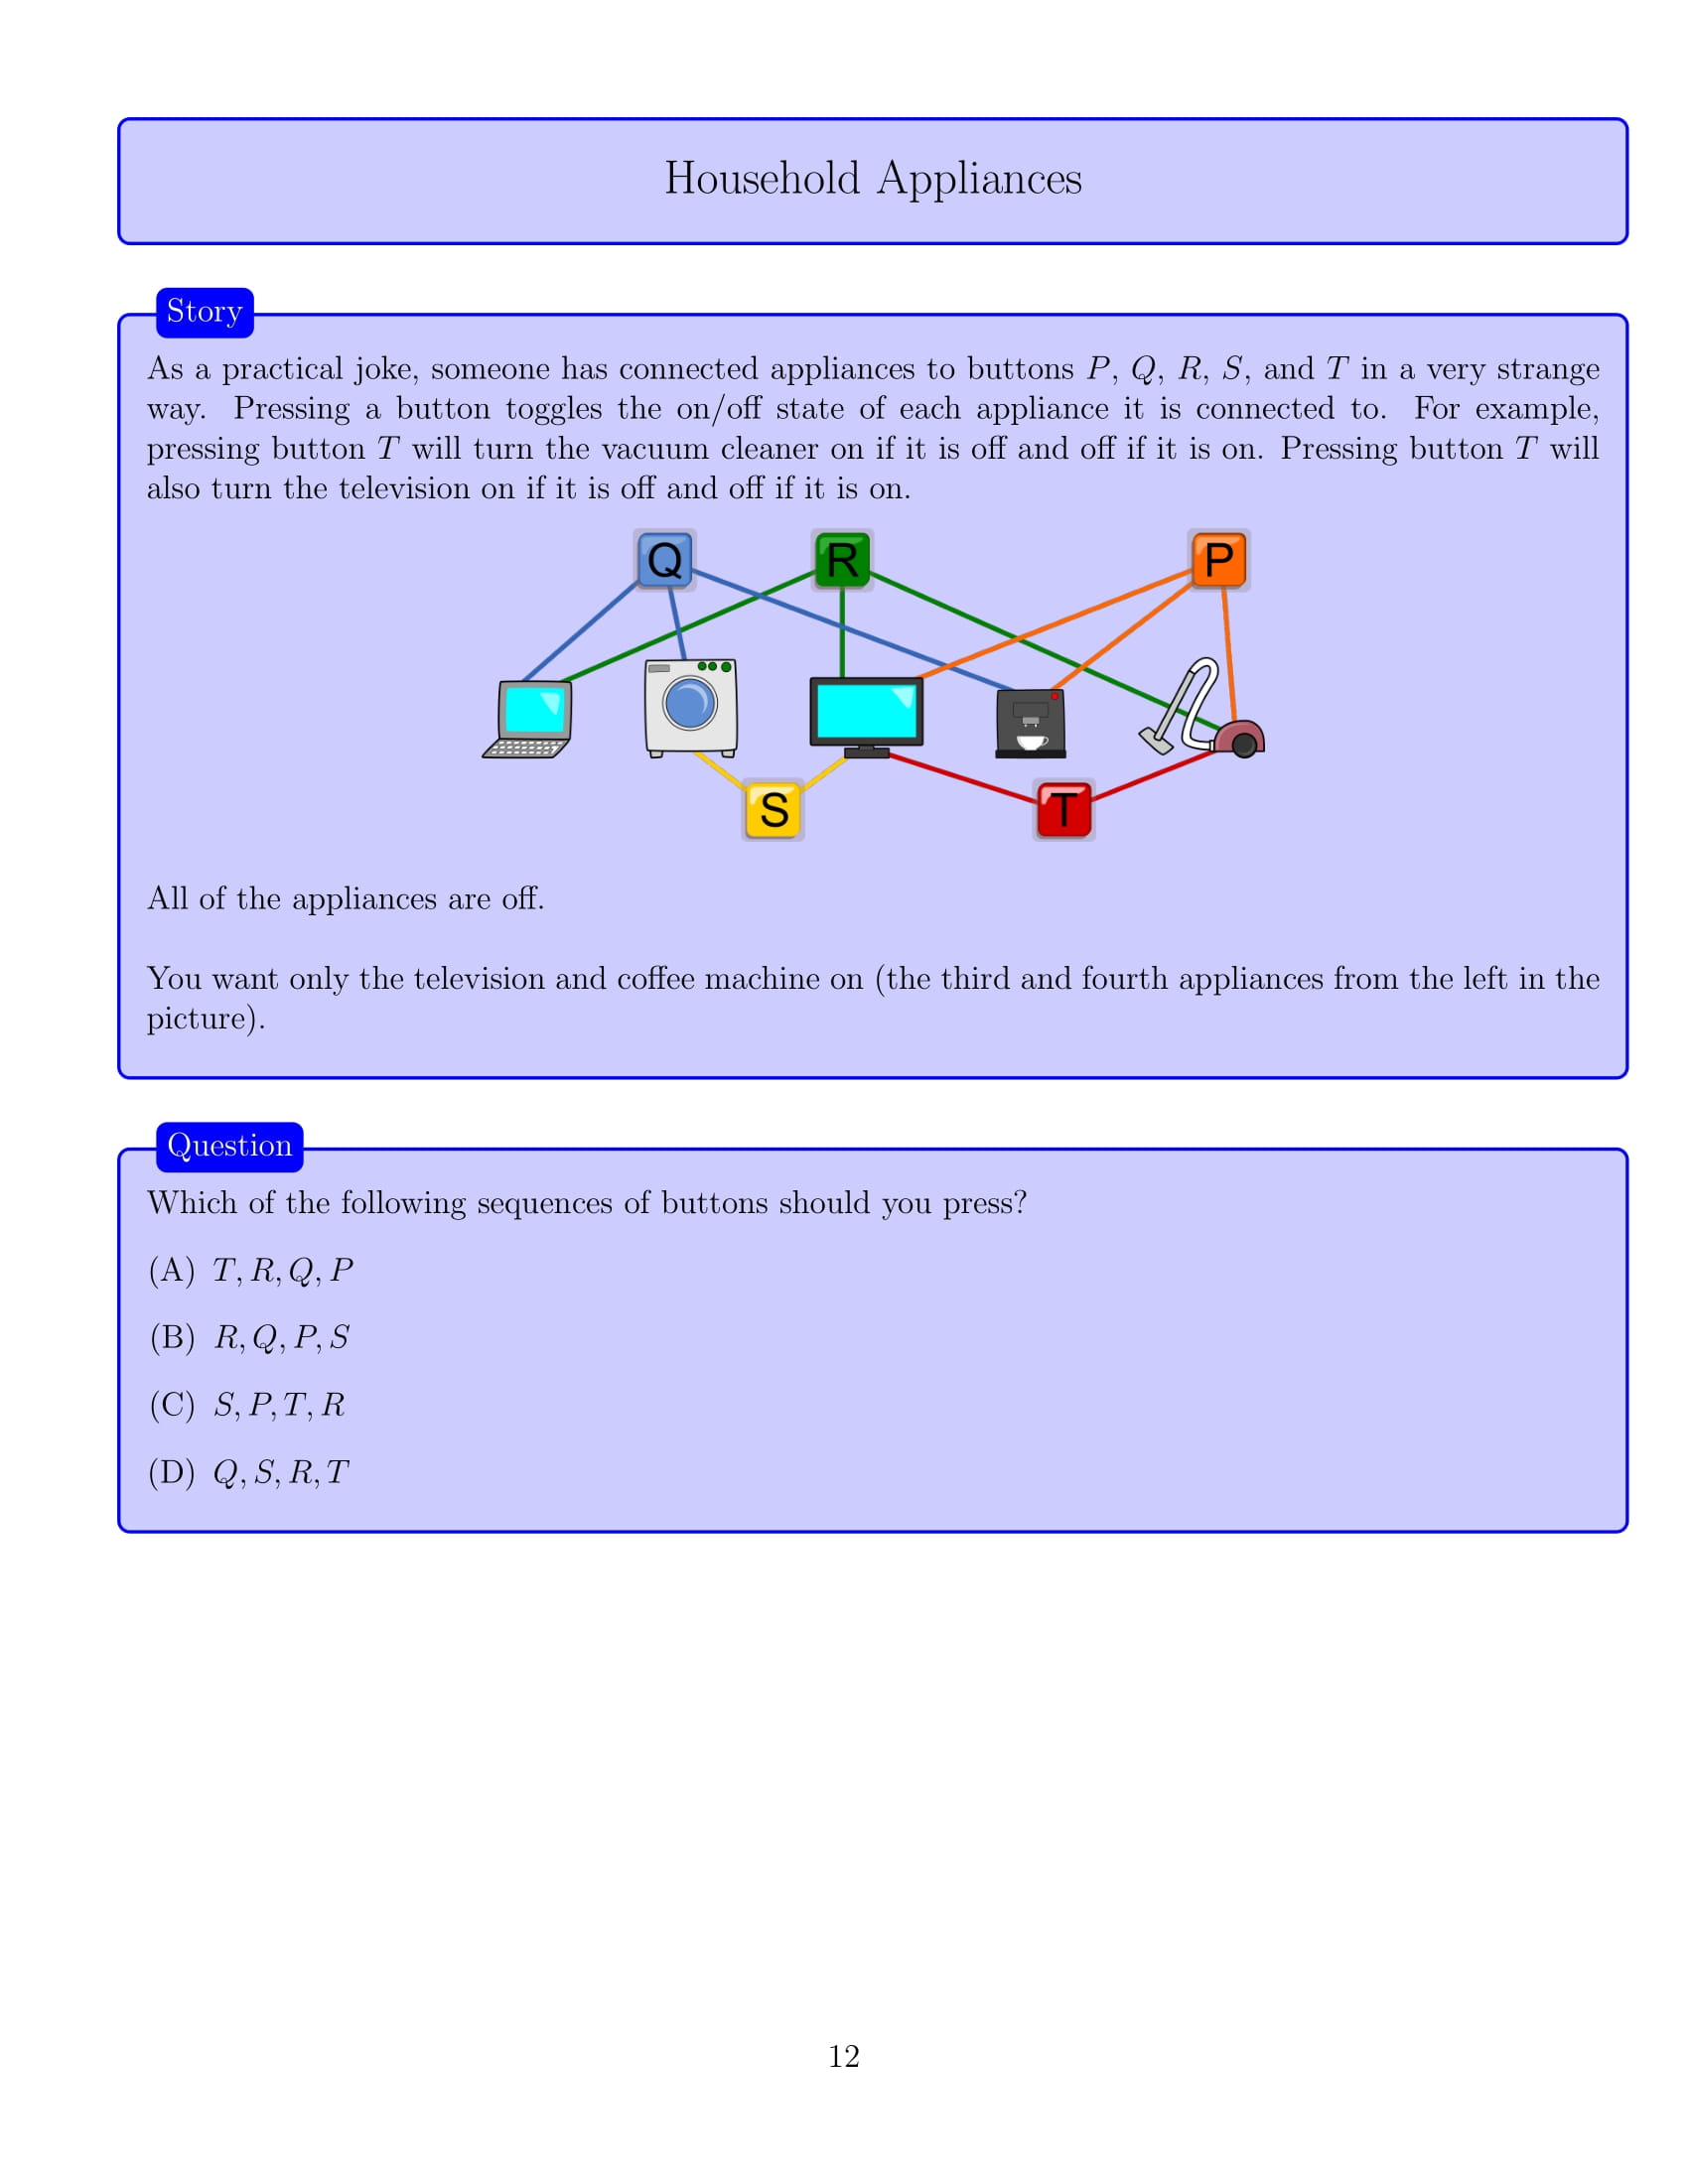 Household Appliances
Story
As a practical joke, someone has connected appliances to buttons P, Q, R, S, and T in a very strange
way. Pressing a button toggles the on/off state of each appliance it is connected to. For example,
pressing button T will turn the vacuum cleaner on if it is off and off if it is on. Pressing button T will
also turn the television on if it is off and off if it is on.
Q R P
S T
All of the appliances are off.
You want only the television and coffee machine on (the third and fourth appliances from the left in the
picture).
Question
Which of the following sequences of buttons should you press?
(A) T, R, Q, P
(B) R, Q, P, S
(C) S, P, T, R
(D) Q, S, R, T
12